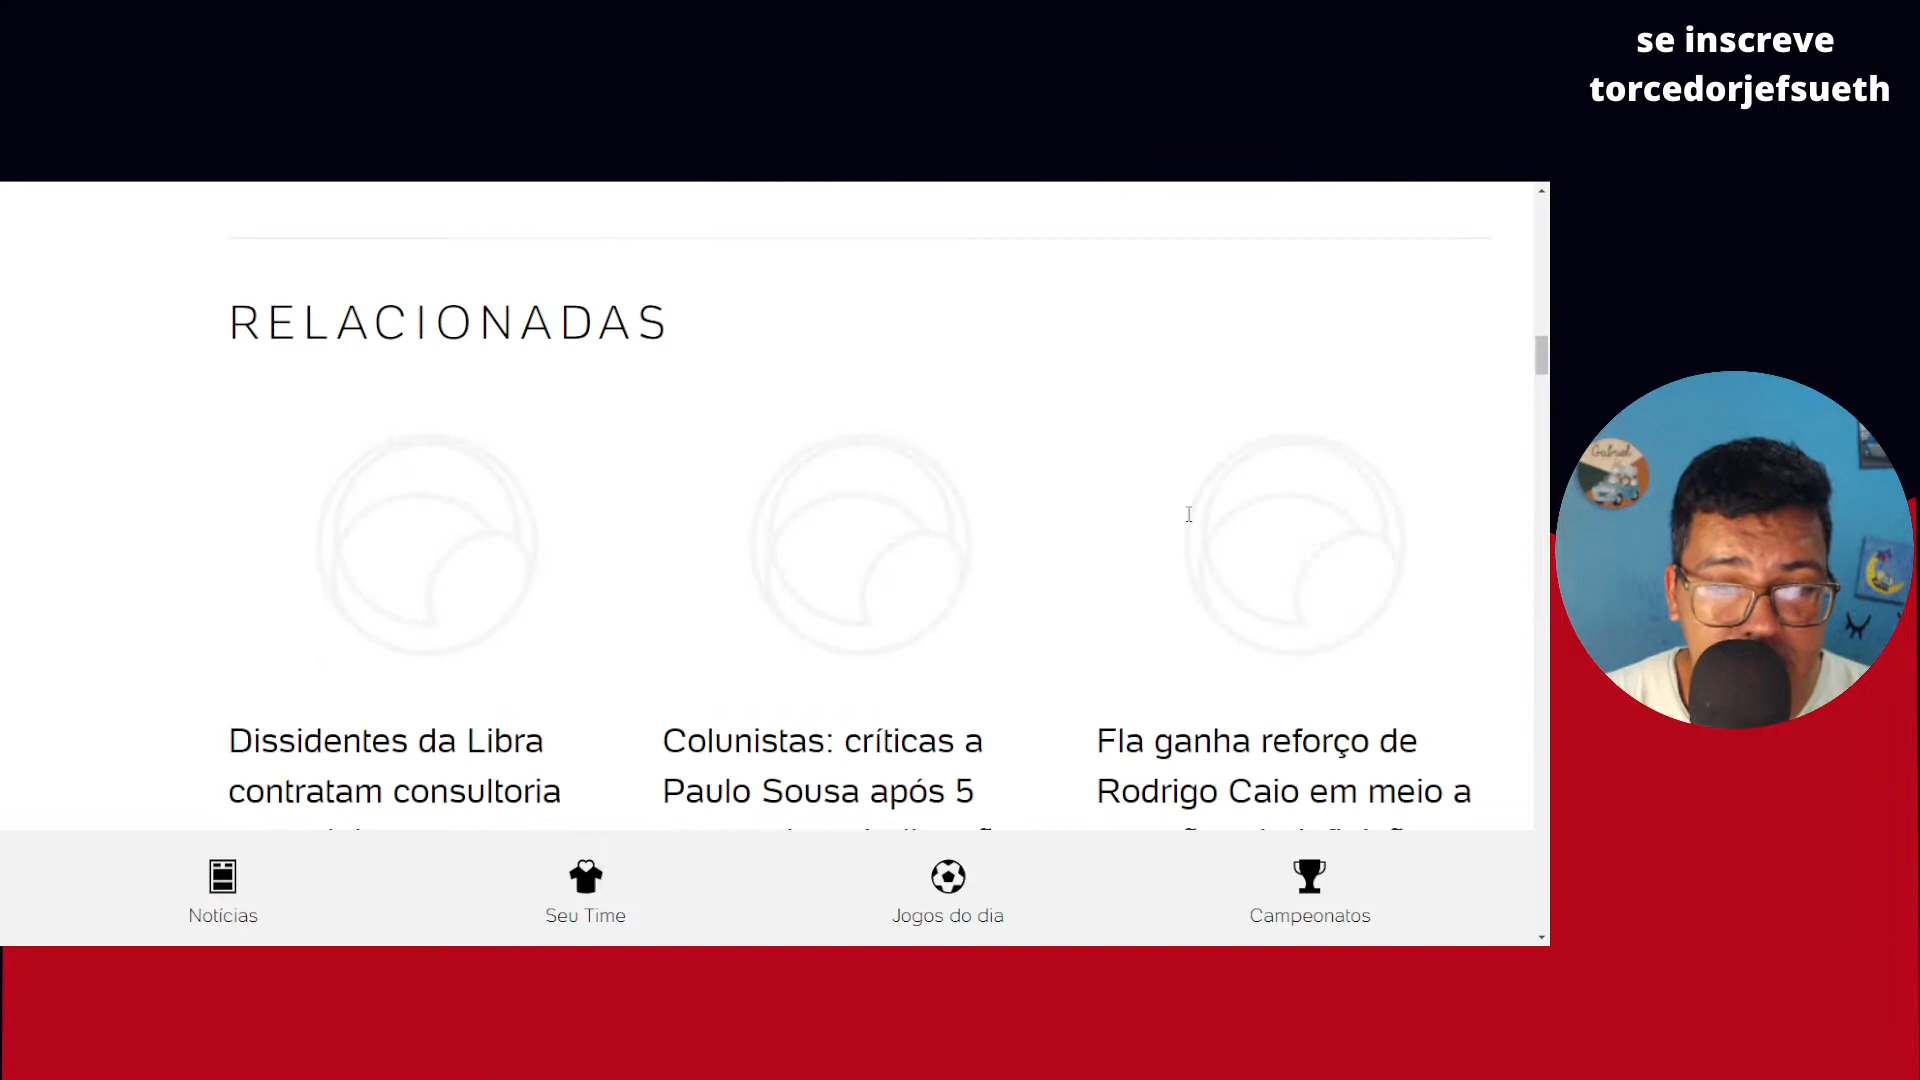 se inscreve
torcedorjefsueth
RELACIONADAS
Gabriel
Dissidentes da Libra
contratam consultoria
Colunistas: críticas a
Paulo Sousa após 5
Fla ganha reforço de
Rodrigo Caio em meio a
Notícias
Seu Time
Jogos do dia
Campeonatos